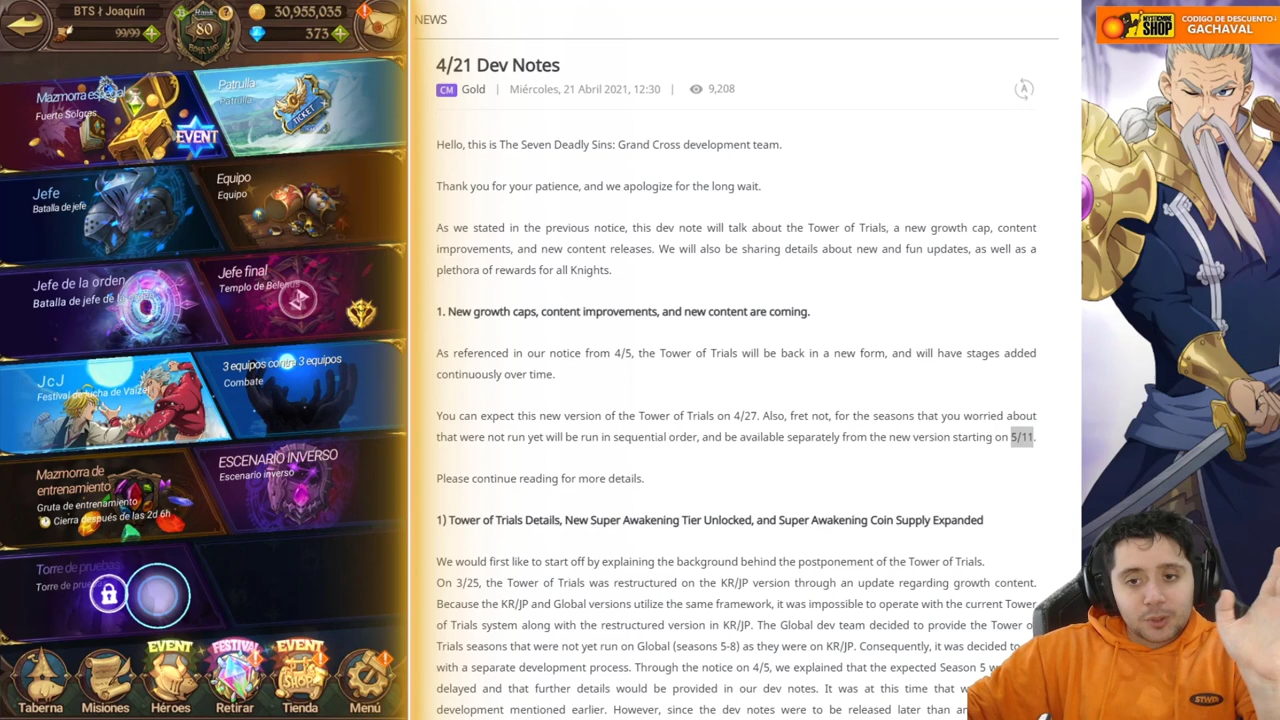 BTS ł Joaquín
99/99
Rank
80
30,955,035
373
Mazmorra especial
Fuerte Solgres
EVENT
Patrulla
Patrulla
TICKET
Jefe
Batalla de jefe
Equipo
Equipo
Jefe de la orden
Batalla de jefe de
Jefe final
Templo de Belenus
JcJ
Festival de lucha de Vaizel
3 equipos contra 3 equipos
Combate
Mazmorra de
entrenamiento
Gruta de entrenamiento
Cierra después de las 2d 6h
ESCENARIO INVERSO
Escenario inverso
Torre de pruebas
Torre de prue
EVENT
FESTIVAL
EVENT
SHOP
Taberna
Misiones
Héroes
Retirar
Tienda
Menú
NEWS
4/21 Dev Notes
CM Gold | Miércoles, 21 Abril 2021, 12:30 | 9,208
A
Hello, this is The Seven Deadly Sins: Grand Cross development team.
Thank you for your patience, and we apologize for the long wait.
As we stated in the previous notice, this dev note will talk about the Tower of Trials, a new growth cap, content
improvements, and new content releases. We will also be sharing details about new and fun updates, as well as a
plethora of rewards for all Knights.
1. New growth caps, content improvements, and new content are coming.
As referenced in our notice from 4/5, the Tower of Trials will be back in a new form, and will have stages added
continuously over time.
You can expect this new version of the Tower of Trials on 4/27. Also, fret not, for the seasons that you worried about
that were not run yet will be run in sequential order, and be available separately from the new version starting on 5/11.
Please continue reading for more details.
1) Tower of Trials Details, New Super Awakening Tier Unlocked, and Super Awakening Coin Supply Expanded
We would first like to start off by explaining the background behind the postponement of the Tower of Trials.
On 3/25, the Tower of Trials was restructured on the KR/JP version through an update regarding growth content.
Because the KR/JP and Global versions utilize the same framework, it was impossible to operate with the current Tower
of Trials system along with the restructured version in KR/JP. The Global dev team decided to provide the Tower o
Trials seasons that were not yet run on Global (seasons 5-8) as they were on KR/JP. Consequently, it was decided to
with a separate development process. Through the notice on 4/5, we explained that the expected Season 5 w
delayed and that further details would be provided in our dev notes. It was at this time that w
development mentioned earlier. However, since the dev notes were to be released later than an
SHOP
CODIGO DE DESCUENTO
GACHAVAL